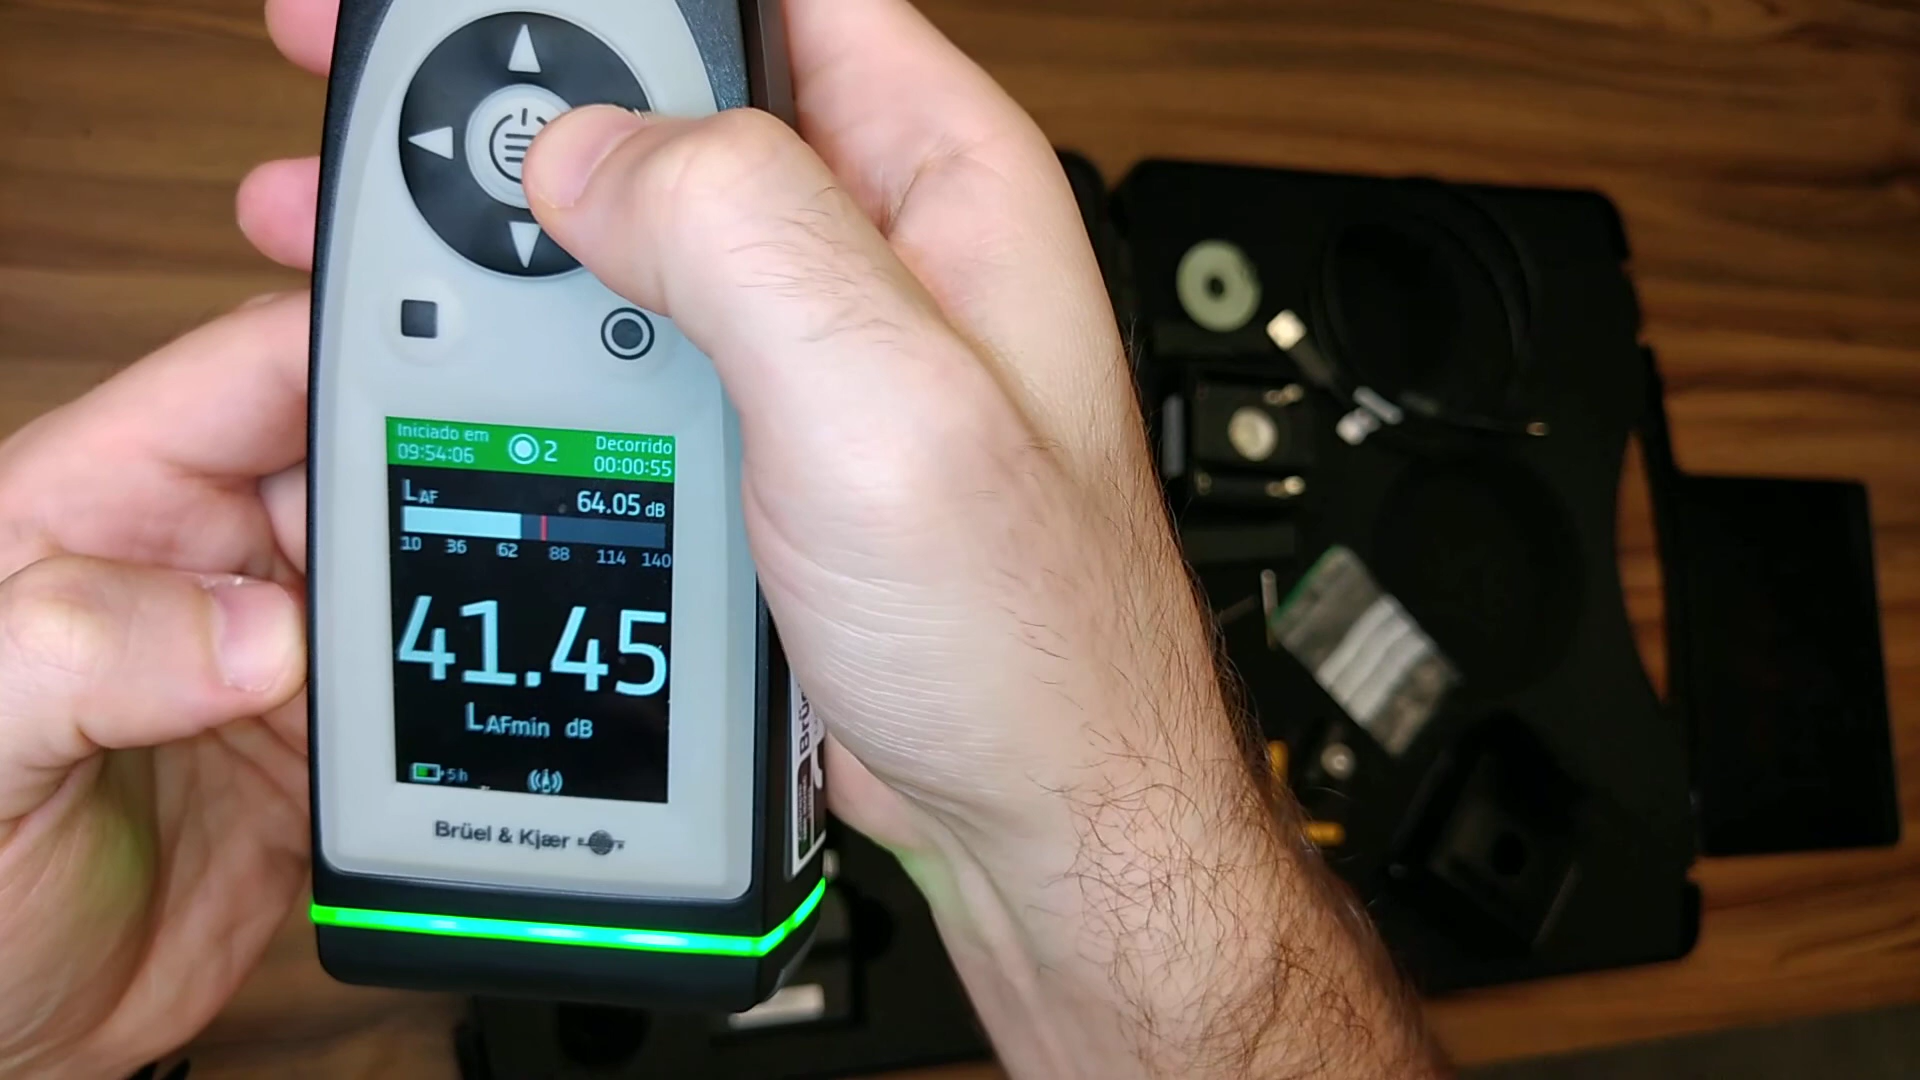 Iniciado em
09:54:06
2
Decorrido
00:00:55
LAF
64.05 dB
10 36 62 88 114 140
41.45
LAFmin dB
5h
Brüel & Kjær